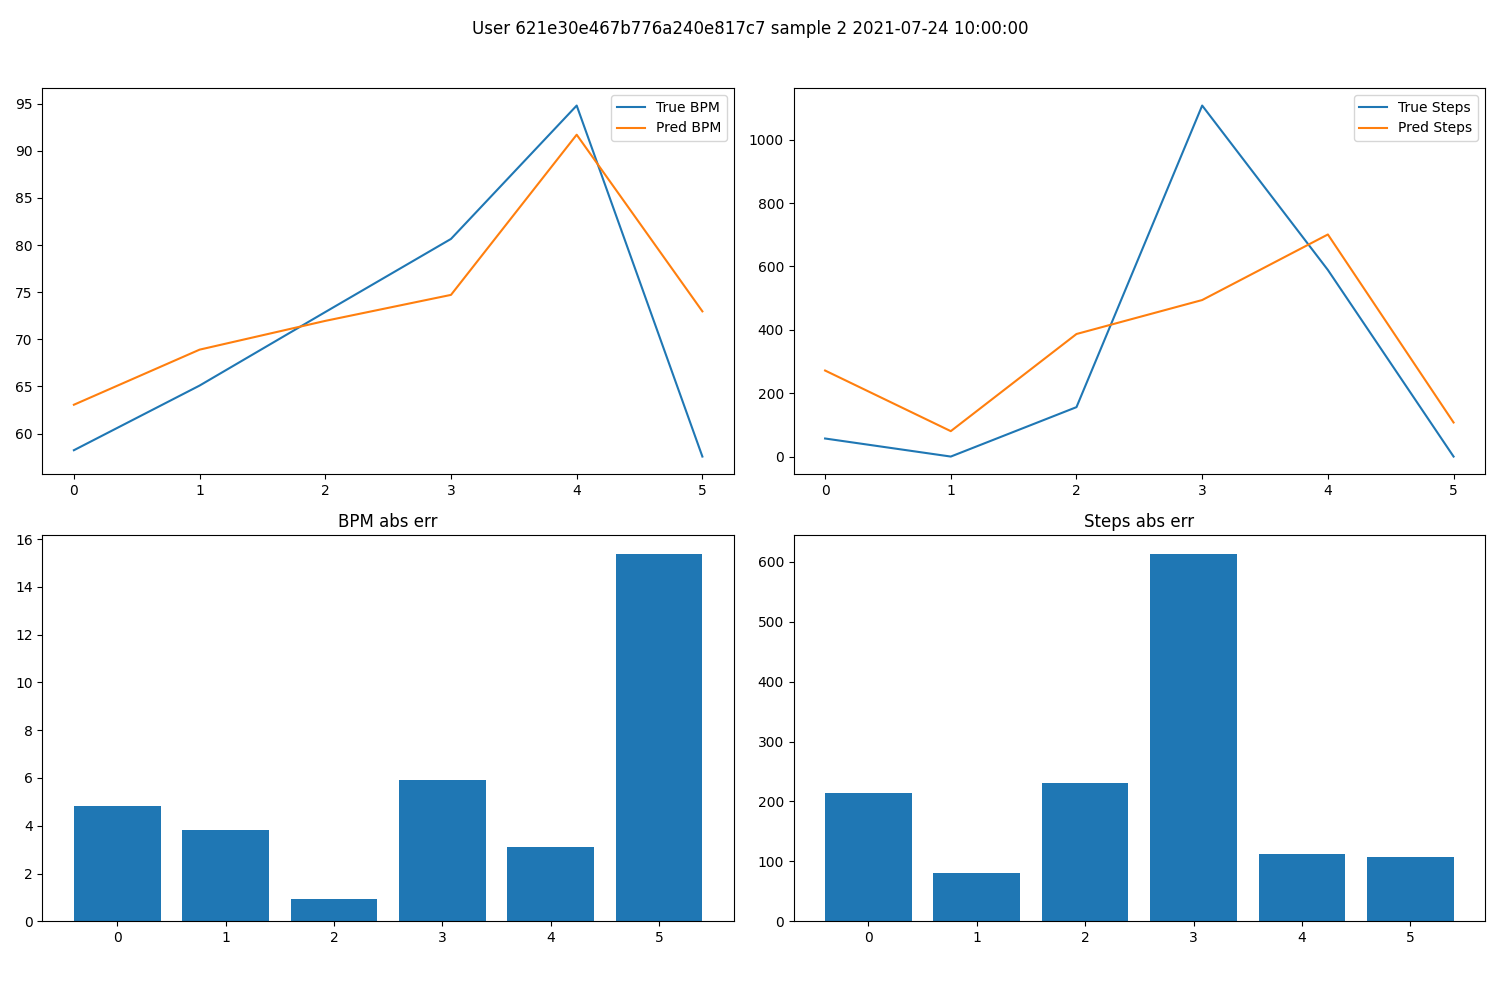 User 621e30e467b776a240e817c7 sample 2 2021-07-24 10:00:00
True BPM
Pred BPM
95
90
85
80
75
70
65
60
0 1 2 3 4 5
True Steps
Pred Steps
1000
800
600
400
200
0
0 1 2 3 4 5
BPM abs err
16
14
12
10
8
6
4
2
0
0 1 2 3 4 5
Steps abs err
600
500
400
300
200
100
0
0 1 2 3 4 5